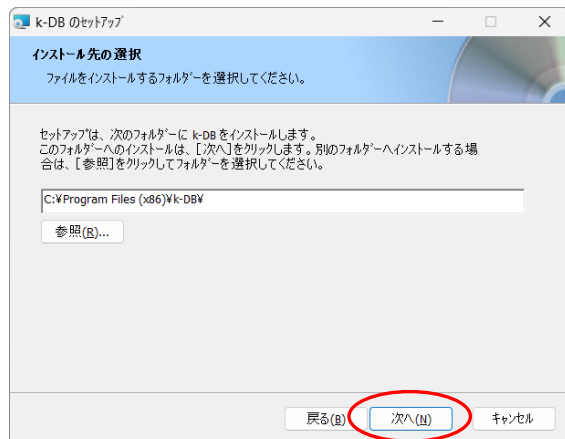 k-DB のｾｯﾄｱｯﾌﾟ
ｲﾝｽﾄｰﾙ先の選択
ﾌｧｲﾙをｲﾝｽﾄｰﾙするﾌｫﾙﾀﾞｰを選択してください。
ｾｯﾄｱｯﾌﾟは、次のﾌｫﾙﾀﾞｰに k-DB をｲﾝｽﾄｰﾙします。
このﾌｫﾙﾀﾞｰへのｲﾝｽﾄｰﾙは、[次へ]をｸﾘｯｸします。別のﾌｫﾙﾀﾞｰへｲﾝｽﾄｰﾙする場
合は、[参照]をｸﾘｯｸしてﾌｫﾙﾀﾞｰを選択してください。
C:¥Program Files (x86)¥k-DB¥
参照(R)...
戻る(B)
次へ(N)
ｷｬﾝｾﾙ